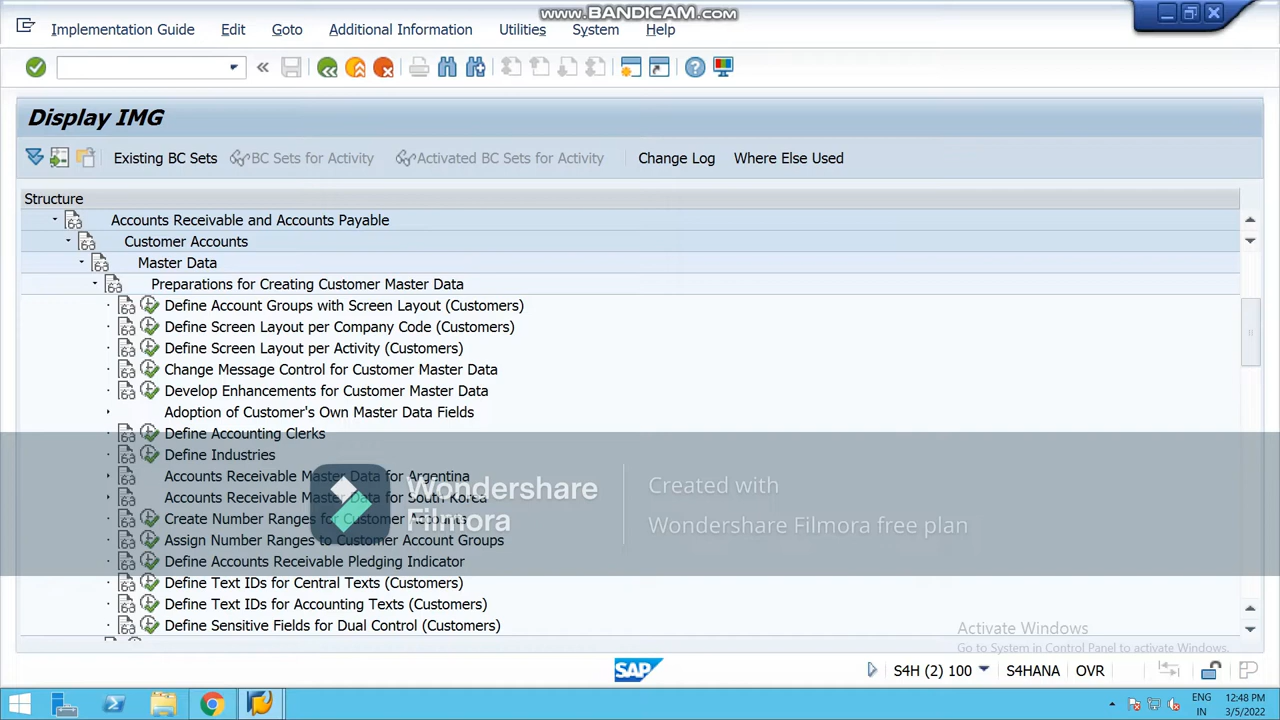 www.BANDICAM.com
Implementation Guide Edit Goto Additional Information Utilities System Help
Display IMG
Existing BC Sets BC Sets for Activity Activated BC Sets for Activity Change Log Where Else Used
Structure
Accounts Receivable and Accounts Payable
Customer Accounts
Master Data
Preparations for Creating Customer Master Data
Define Account Groups with Screen Layout (Customers)
Define Screen Layout per Company Code (Customers)
Define Screen Layout per Activity (Customers)
Change Message Control for Customer Master Data
Develop Enhancements for Customer Master Data
Adoption of Customer's Own Master Data Fields
Define Accounting Clerks
Define Industries
Accounts Receivable Master Data for Argentina
Accounts Receivable Master Data for South Korea
Create Number Ranges for Customer Accounts
Assign Number Ranges to Customer Account Groups
Define Accounts Receivable Pledging Indicator
Define Text IDs for Central Texts (Customers)
Define Text IDs for Accounting Texts (Customers)
Define Sensitive Fields for Dual Control (Customers)
Wondershare
Filmora
Created with
Wondershare Filmora free plan
Activate Windows
Go to System in Control Panel to activate Windows.
SAP S4H (2) 100 S4HANA OVR
ENG 12:48 PM
IN 3/5/2022